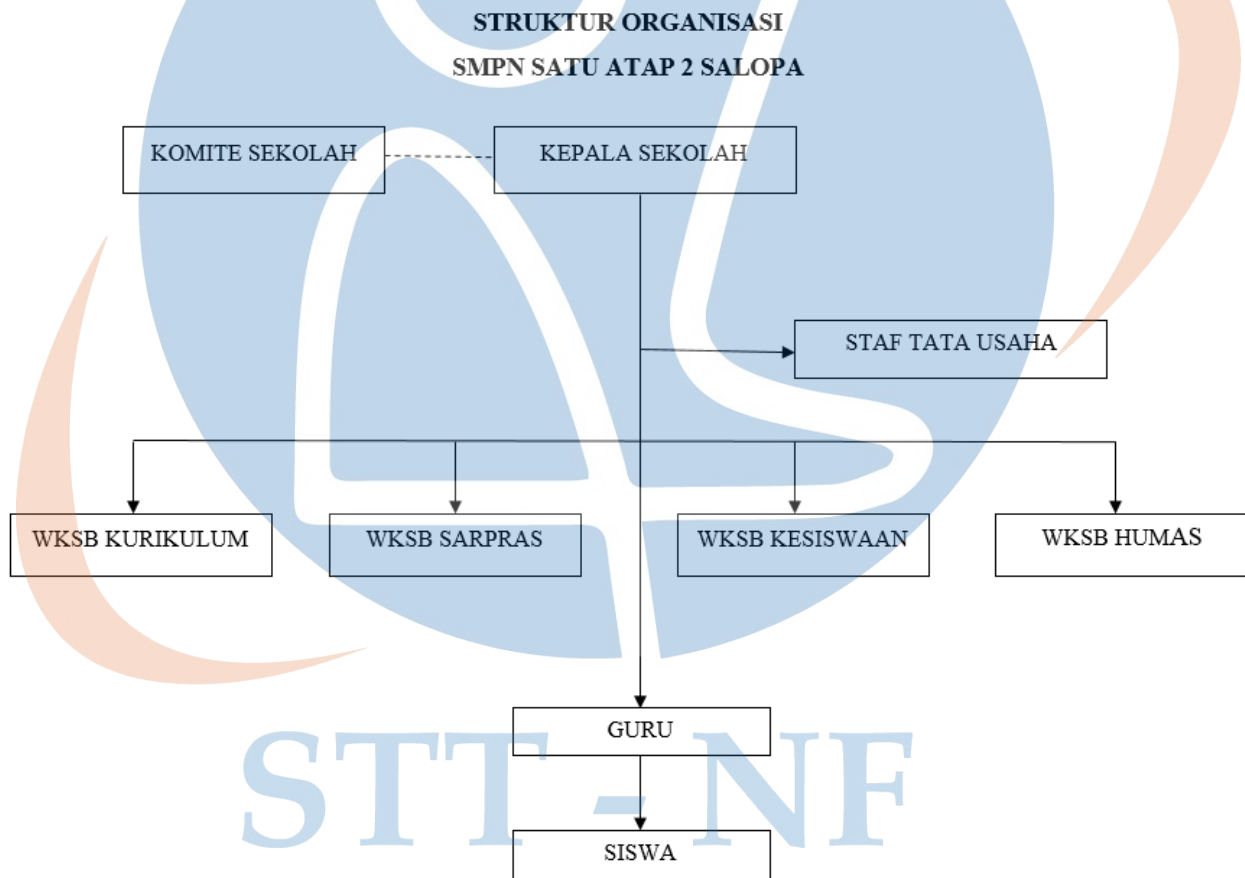 STRUKTUR ORGANISASI
SMPN SATU ATAP 2 SALOPA
KOMITE SEKOLAH
KEPALA SEKOLAH
STAF TATA USAHA
WKSB KURIKULUM
WKSB SARPRAS
WKSB KESISWAAN
WKSB HUMAS
GURU
STT - NF
SISWA